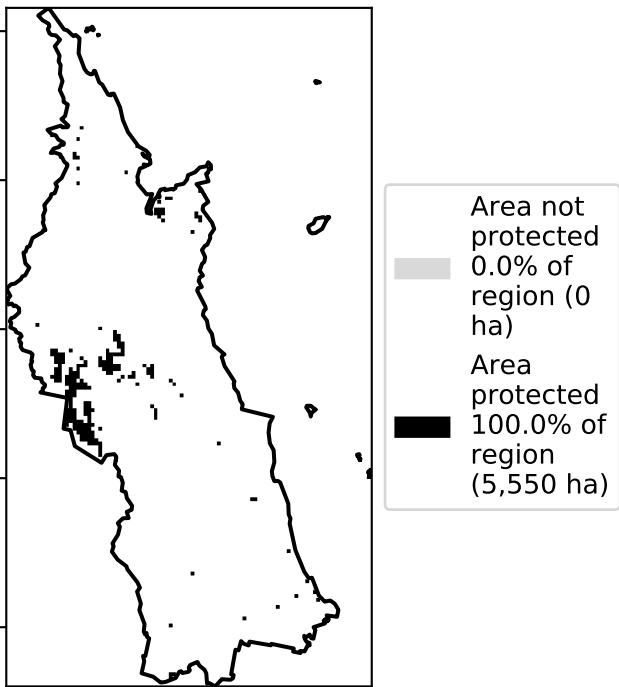 Area not
protected
0.0% of
region (0
ha)
Area
protected
100.0% of
region
(5,550 ha)